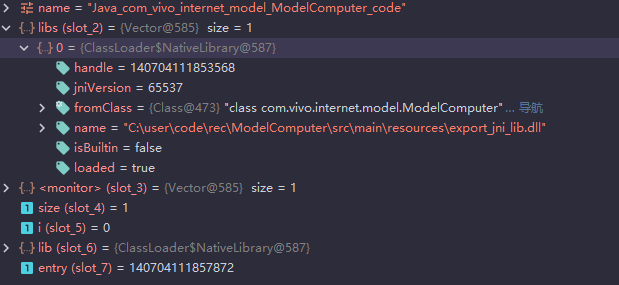 name = "Java_com_vivo_internet_model_ModelComputer_code"
libs (slot_2) = {Vector@585} size = 1
0 = {ClassLoader$NativeLibrary@587}
handle = 140704111853568
jniVersion = 65537
fromClass = {Class@473} "class com.vivo.internet.model.ModelComputer"... 导航
name = "C:\user\code\rec\ModelComputer\src\main\resources\export_jni_lib.dll"
isBuiltin = false
loaded = true
<monitor> (slot_3) = {Vector@585} size = 1
size (slot_4) = 1
i (slot_5) = 0
lib (slot_6) = {ClassLoader$NativeLibrary@587}
entry (slot_7) = 140704111857872